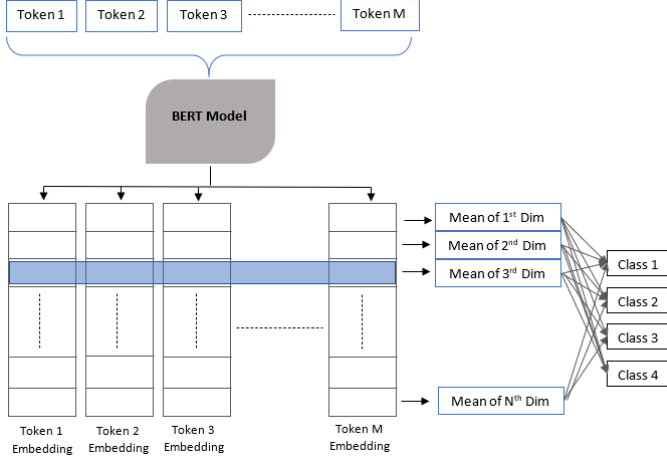 Token 1
Token 2
Token 3
Token M
BERT Model
Mean of 1st Dim
Mean of 2nd Dim
Mean of 3rd Dim
Mean of Nth Dim
Class 1
Class 2
Class 3
Class 4
Token 1
Embedding
Token 2
Embedding
Token 3
Embedding
Token M
Embedding